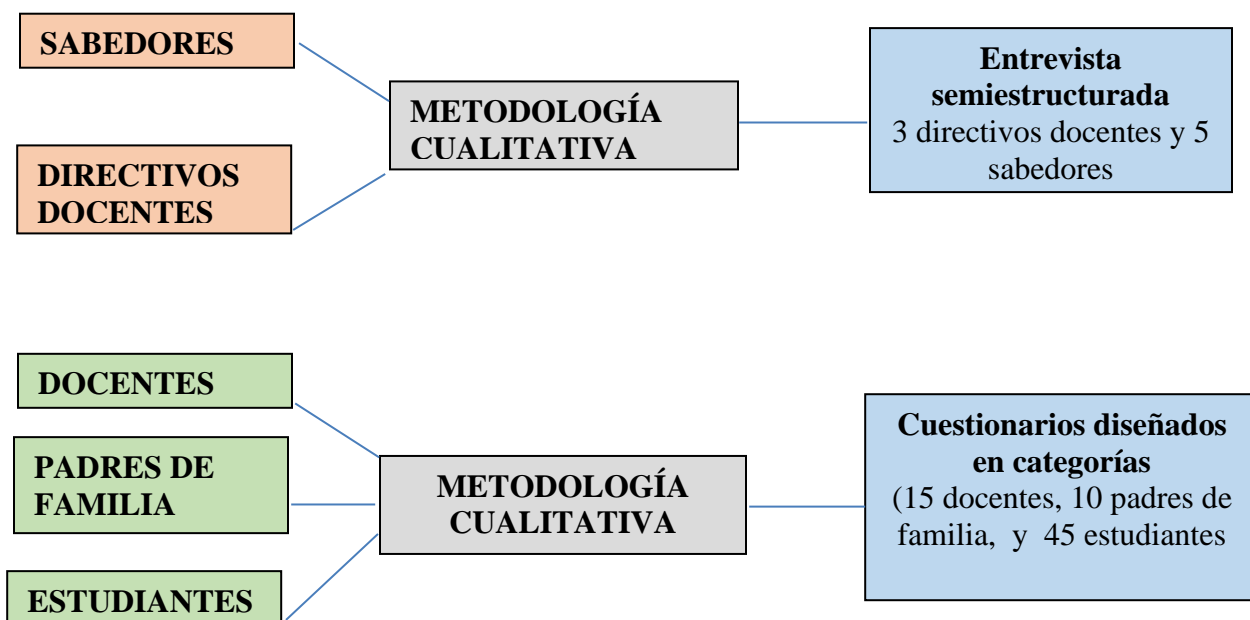 SABEDORES
DIRECTIVOS
DOCENTES
METODOLOGÍA
CUALITATIVA
Entrevista
semiestructurada
3 directivos docentes y 5
sabedores
DOCENTES
PADRES DE
FAMILIA
ESTUDIANTES
METODOLOGÍA
CUALITATIVA
Cuestionarios diseñados
en categorías
(15 docentes, 10 padres de
familia, y 45 estudiantes